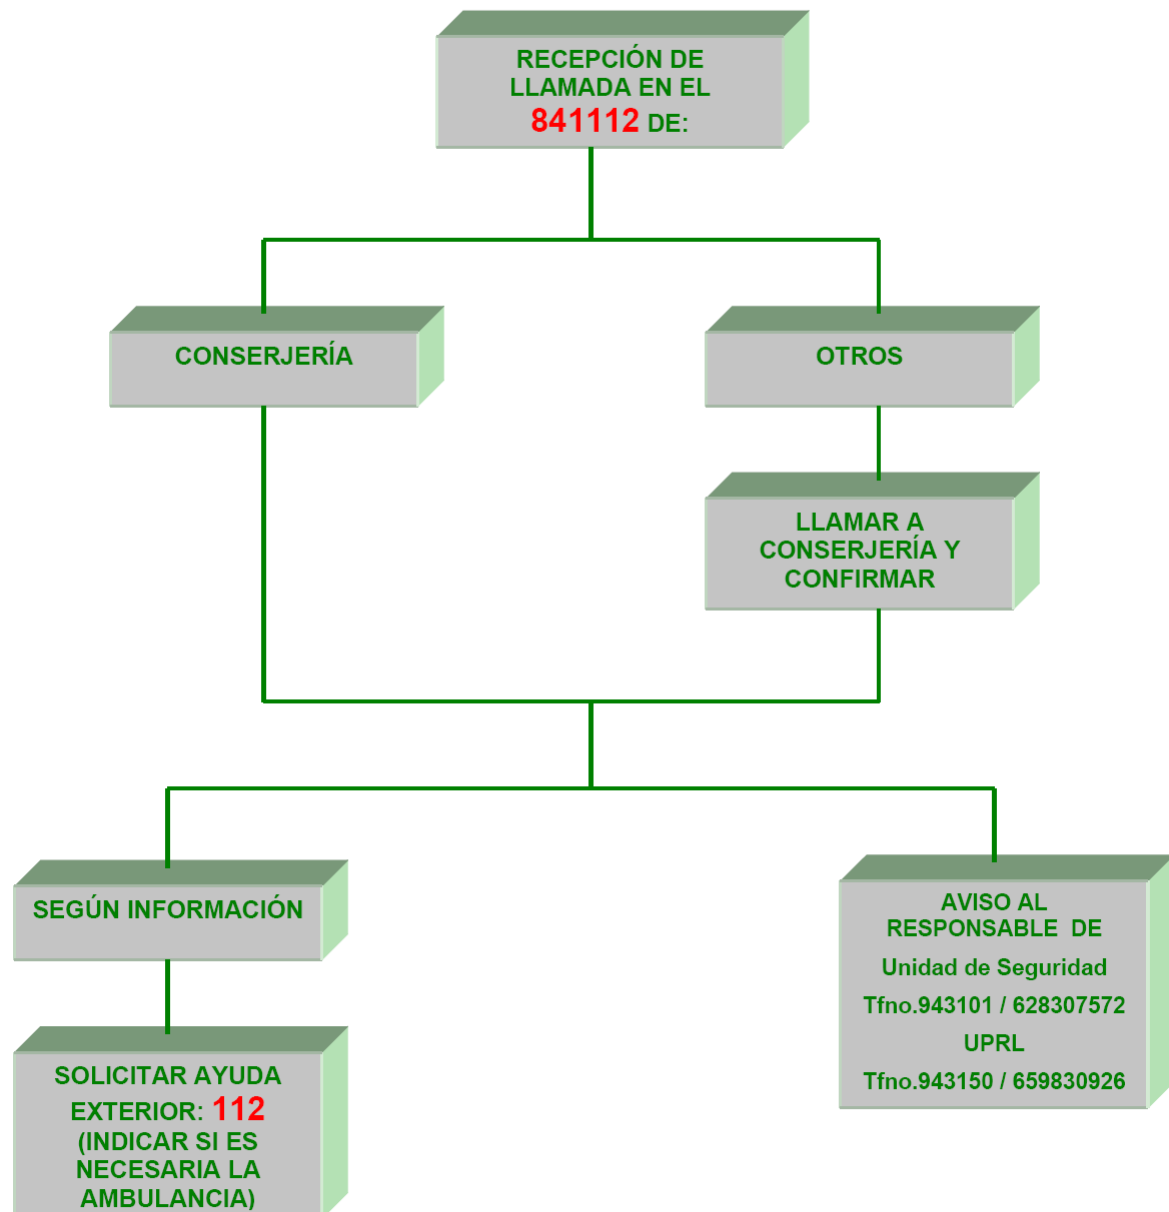 RECEPCIÓN DE
LLAMADA EN EL
841112 DE:
CONSERJERÍA
OTROS
LLAMAR A
CONSERJERÍA Y
CONFIRMAR
SEGÚN INFORMACIÓN
SOLICITAR AYUDA
EXTERIOR: 112
(INDICAR SI ES
NECESARIA LA
AMBULANCIA)
AVISO AL
RESPONSABLE DE
Unidad de Seguridad
Tfno.943101 / 628307572
UPRL
Tfno.943150 / 659830926